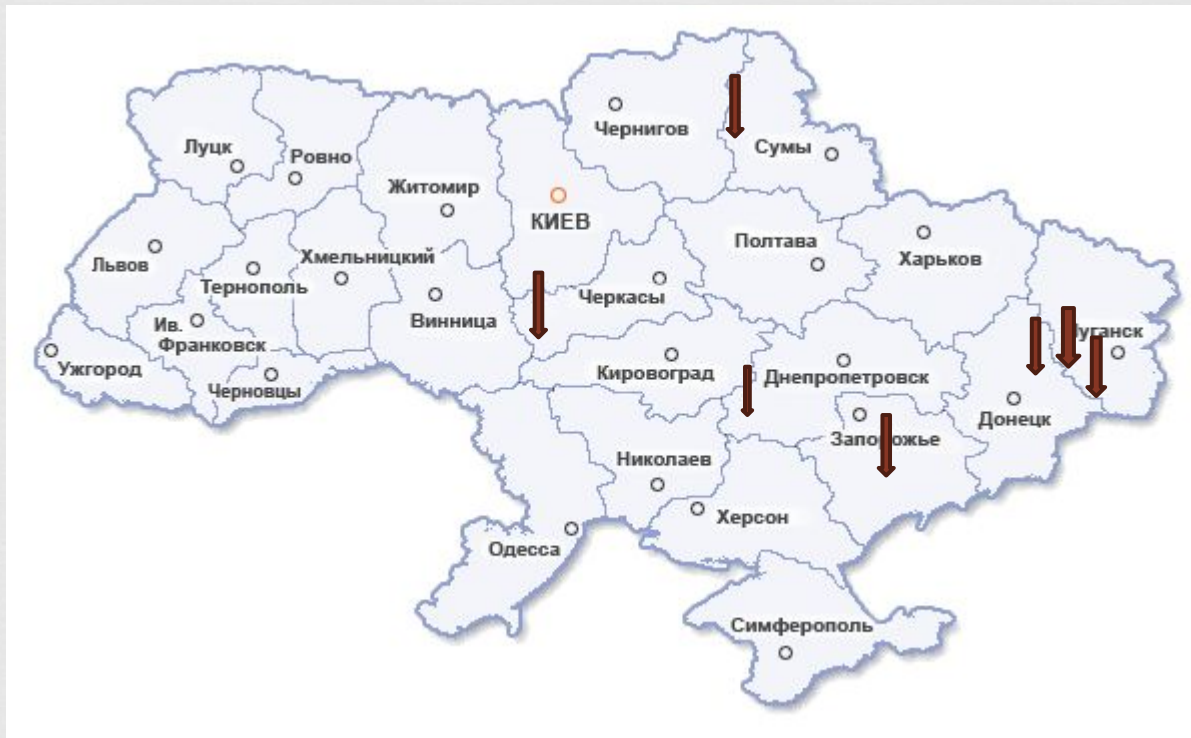 Чернигов
Луцк
Ровно
Сумы
Житомир
КИЕВ
Полтава
Харьков
Хмельницкий
Львов
Тернополь
Черкасы
Винница
Ив.
Франковск
Ужгород
Черновцы
Кировоград
Днепропетровск
Донецк
Запорожье
Николаев
Херсон
Одесса
Симферополь